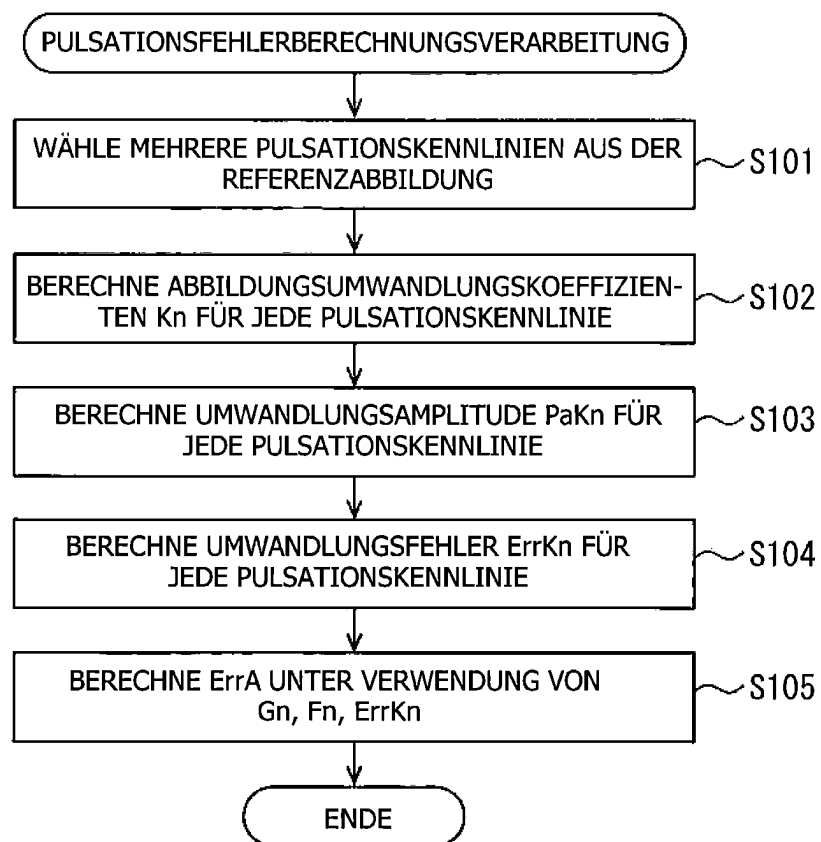 PULSATIONSFEHLERBERECHNUNGSVERARBEITUNG
WÄHLE MEHRERE PULSATIONSKENNLINIEN AUS DER
REFERENZABBILDUNG
S101
BERECHNE ABBILDUNGSUMWANDLUNGSKOEFFIZIEN-
TEN Kn FÜR JEDE PULSATIONSKENNLINIE
S102
BERECHNE UMWANDLUNGSAMPLITUDE PaKn FÜR
JEDE PULSATIONSKENNLINIE
S103
BERECHNE UMWANDLUNGSFEHLER ErrKn FÜR
JEDE PULSATIONSKENNLINIE
S104
BERECHNE ErrA UNTER VERWENDUNG VON
Gn, Fn, ErrKn
S105
ENDE